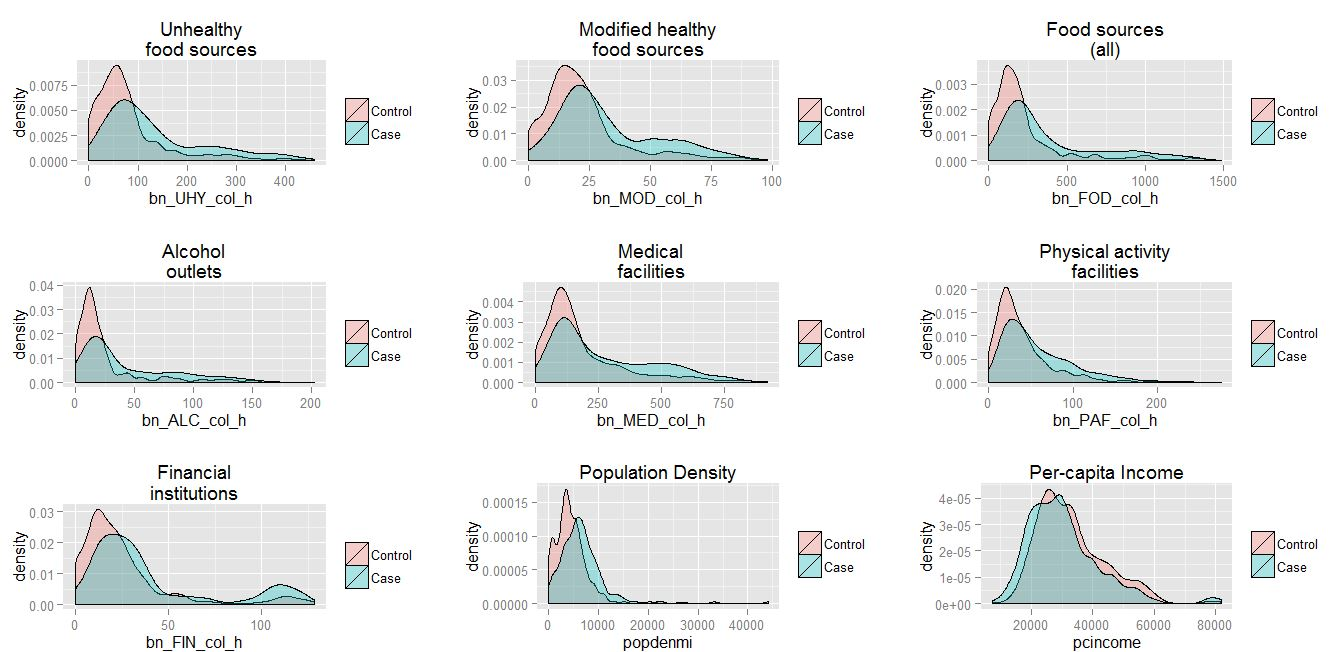 Unhealthy
food sources
density
0.0075
0.0050
0.0025
0.0000
0 100 200 300 400
bn_UHY_col_h
Control
Case
Modified healthy
food sources
density
0.03
0.02
0.01
0.00
0 25 50 75 100
bn_MOD_col_h
Control
Case
Food sources
(all)
density
0.003
0.002
0.001
0.000
0 500 1000 1500
bn_FOD_col_h
Control
Case
Alcohol
outlets
density
0.04
0.03
0.02
0.01
0.00
0 50 100 150 200
bn_ALC_col_h
Control
Case
Medical
facilities
density
0.004
0.003
0.002
0.001
0.000
0 250 500 750
bn_MED_col_h
Control
Case
Physical activity
facilities
density
0.020
0.015
0.010
0.005
0.000
0 100 200
bn_PAF_col_h
Control
Case
Financial
institutions
density
0.03
0.02
0.01
0.00
0 50 100
bn_FIN_col_h
Control
Case
Population Density
density
0.00015
0.00010
0.00005
0.00000
0 10000 20000 30000 40000
popdenmi
Control
Case
Per-capita Income
density
4e-05
3e-05
2e-05
1e-05
0e+00
20000 40000 60000 80000
pcincome
Control
Case